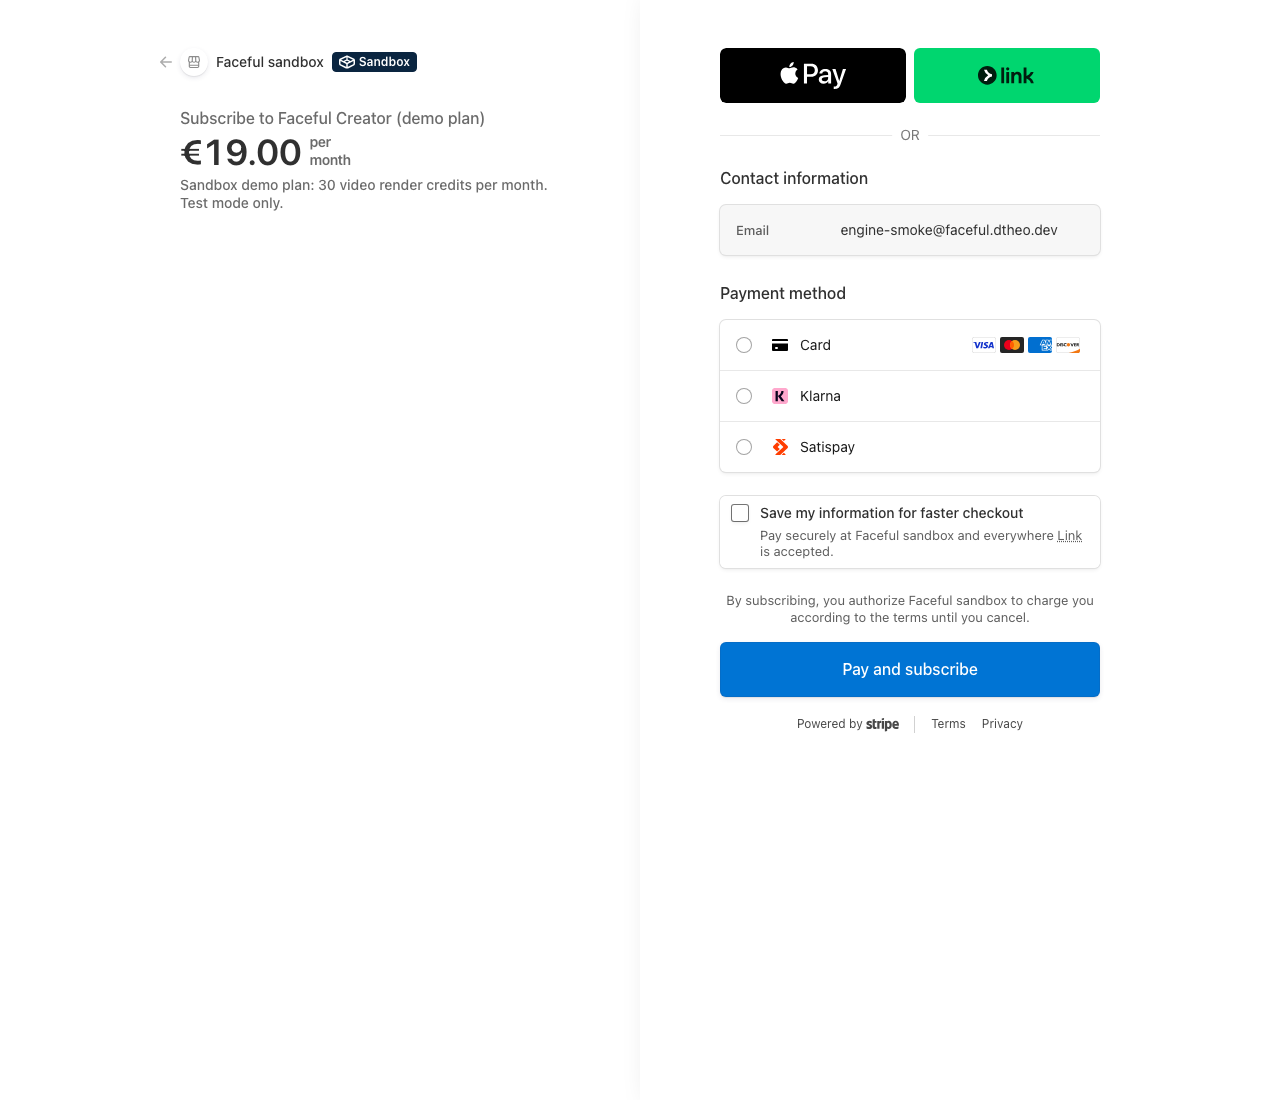 Faceful sandbox
Sandbox
Subscribe to Faceful Creator (demo plan)
€19.00 per
month
Sandbox demo plan: 30 video render credits per month.
Test mode only.
Pay
link
OR
Contact information
Email engine-smoke@faceful.dtheo.dev
Payment method
Card VISA AMEX DISCOVER
K Klarna
Satispay
Save my information for faster checkout
Pay securely at Faceful sandbox and everywhere Link
is accepted.
By subscribing, you authorize Faceful sandbox to charge you
according to the terms until you cancel.
Pay and subscribe
Powered by stripe
Terms
Privacy